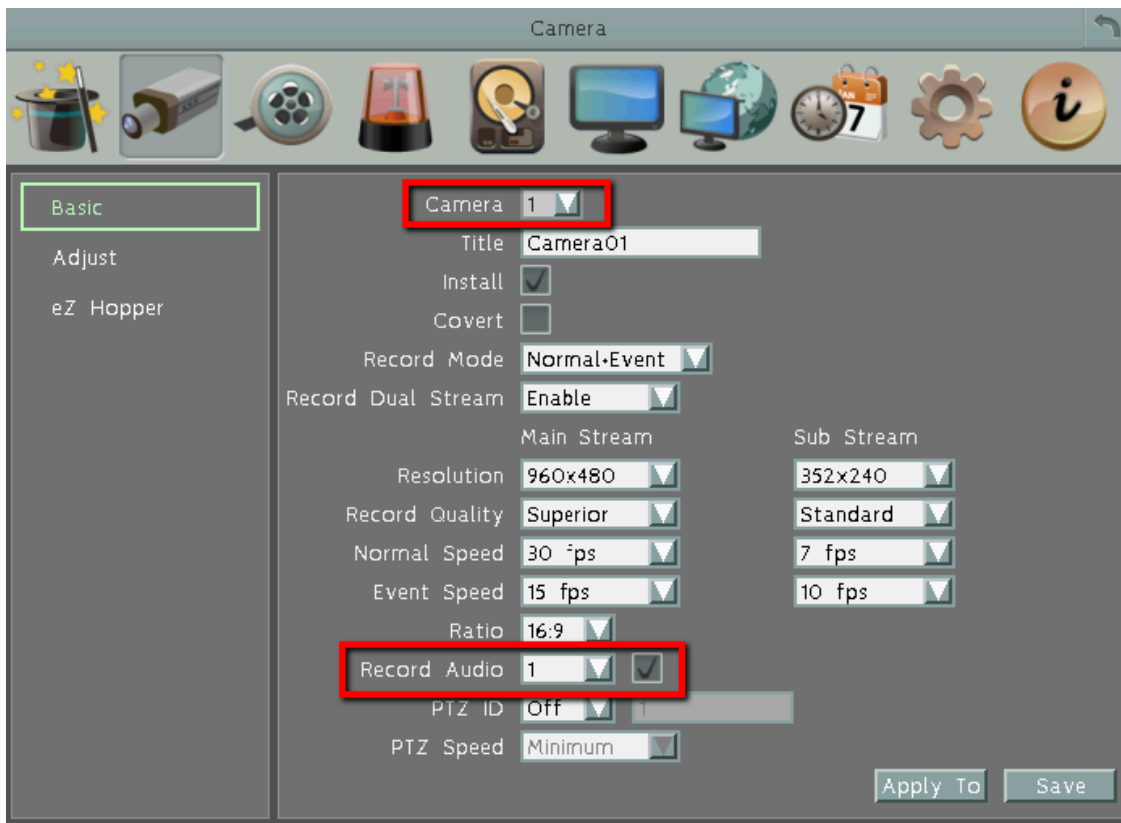 Camera
JAN
7
i
Basic
Adjust
eZ Hopper
Camera 1
Title Camera01
Install
Covert
Record Mode Normal+Event
Record Dual Stream Enable
Main Stream Sub Stream
Resolution 960x480 352x240
Record Quality Superior Standard
Normal Speed 30 fps 7 fps
Event Speed 15 fps 10 fps
Ratio 16:9
Record Audio 1
PTZ ID Off 1
PTZ Speed Minimum
Apply To Save